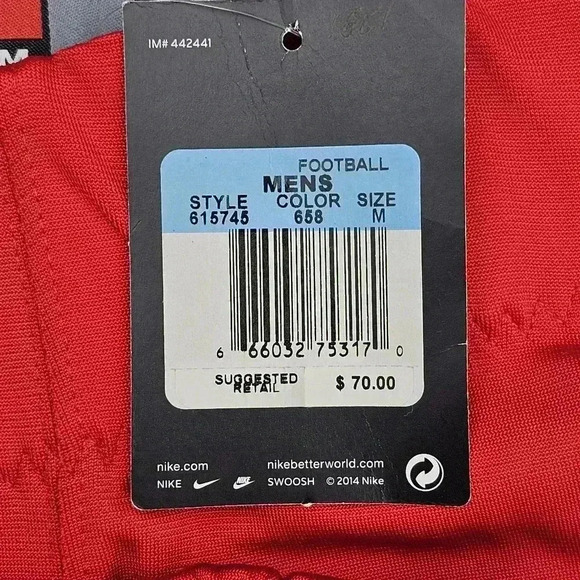 M
IM# 442441
FOOTBALL
MENS
STYLE COLOR SIZE
615745 658 M
6 66032 75317 0
SUGGESTED
RETAIL $ 70.00
nike.com nikebetterworld.com
NIKE SWOOSH © 2014 Nike